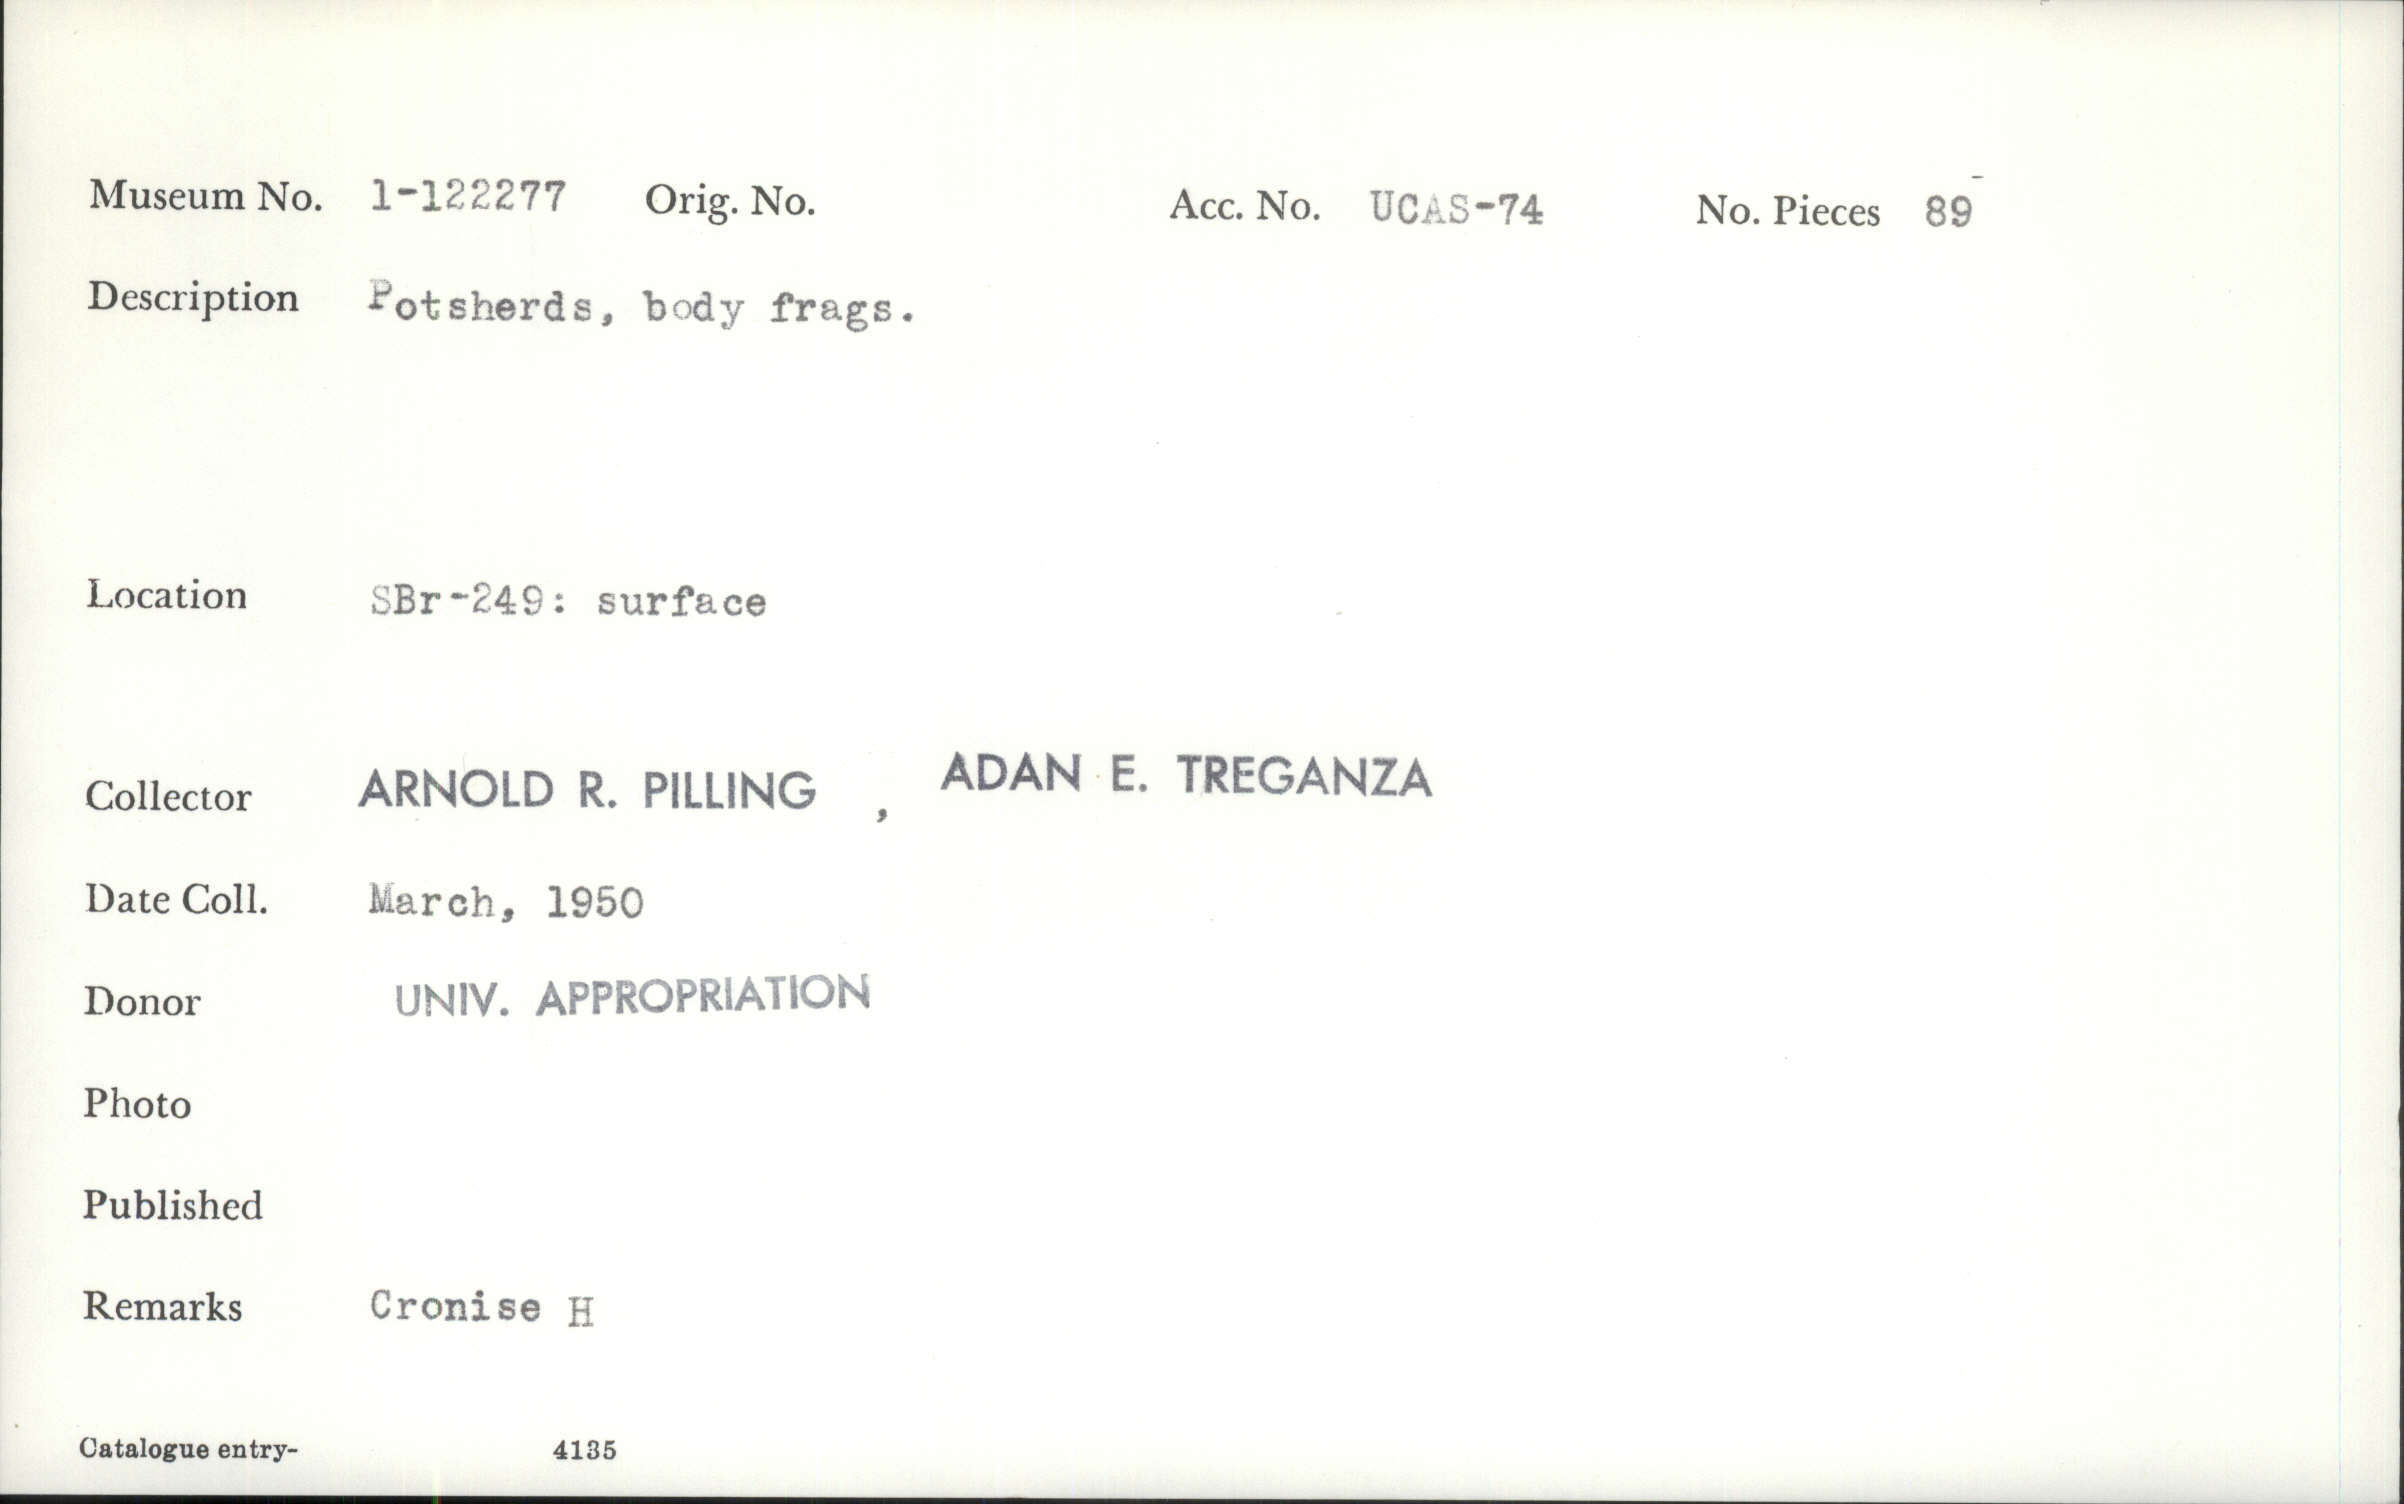 Museum No. 1-122277 Orig. No. Acc. No. UCAS-74 No. Pieces 89
Description Potsherds, body frags.
Location SBr-249: surface
Collector ARNOLD R. PILLING , ADAN E. TREGANZA
Date Coll. March, 1950
Donor UNIV. APPROPRIATION
Photo
Published
Remarks Cronise H
Catalogue entry- 4135